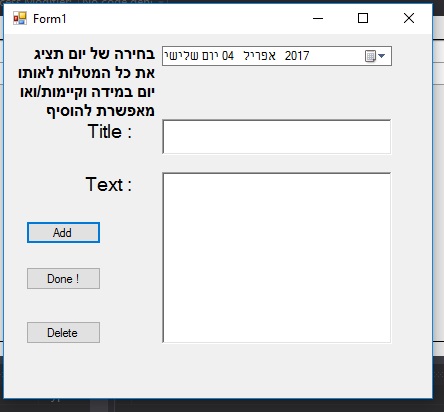 Form1
בחירה של יום תציג
את כל המטלות לאותו
יום במידה וקיימות/ואו
מאפשרת להוסיף
יום שלישי 04 אפריל 2017
Title :
Text :
Add
Done !
Delete